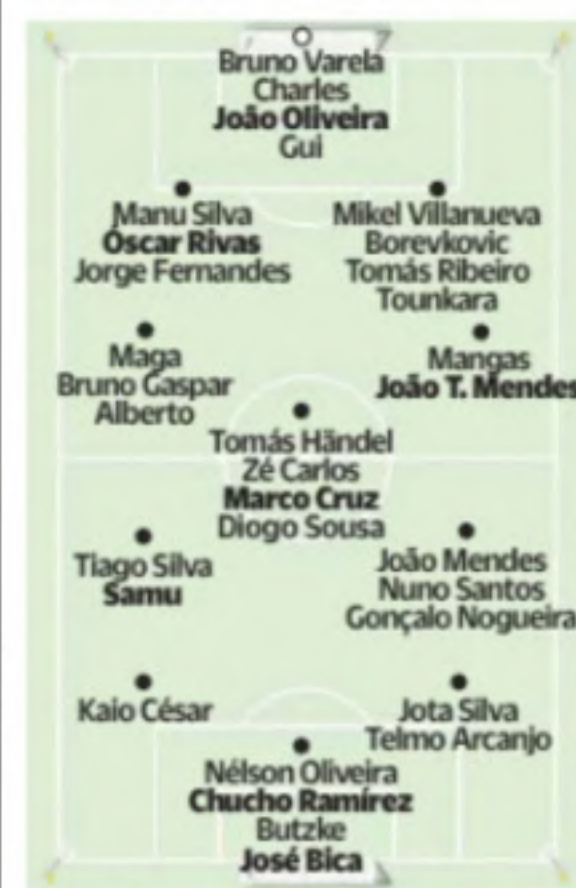 Bruno Varela
Charles
João Oliveira
Gui
Manu Silva
Óscar Rivas
Jorge Fernandes
Mikel Villanueva
Borevkovic
Tomás Ribeiro
Tounkara
Maga
Bruno Gaspar
Alberto
Mangas
João T. Mendes
Tomás Händel
Zé Carlos
Marco Cruz
Diogo Sousa
Tiago Silva
Samu
João Mendes
Nuno Santos
Gonçalo Nogueira
Kaio César
Jota Silva
Telmo Arcanjo
Nélson Oliveira
Chucho Ramírez
Butzke
José Bica